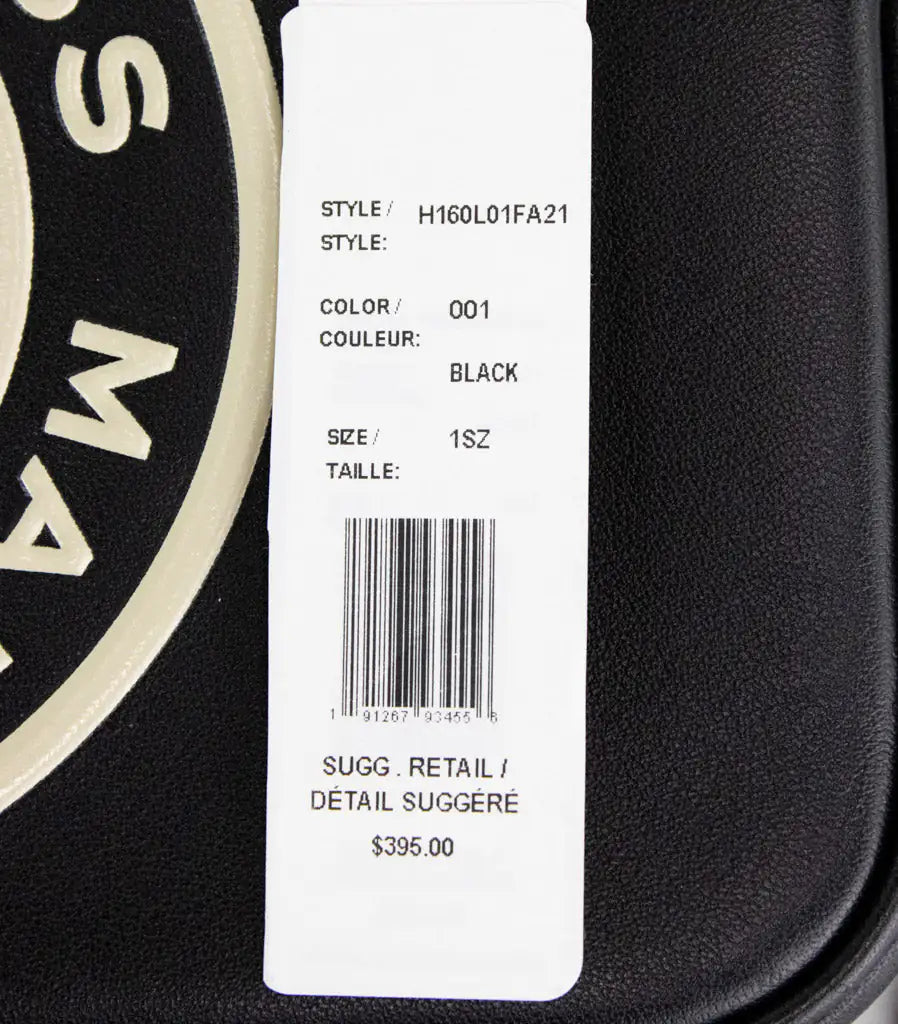 S MA
STYLE / H160L01FA21
STYLE:
COLOR / 001
COULEUR:
BLACK
SIZE / 1SZ
TAILLE:
1 91267 93455 8
SUGG . RETAIL /
DÉTAIL SUGGÉRÉ
$395.00